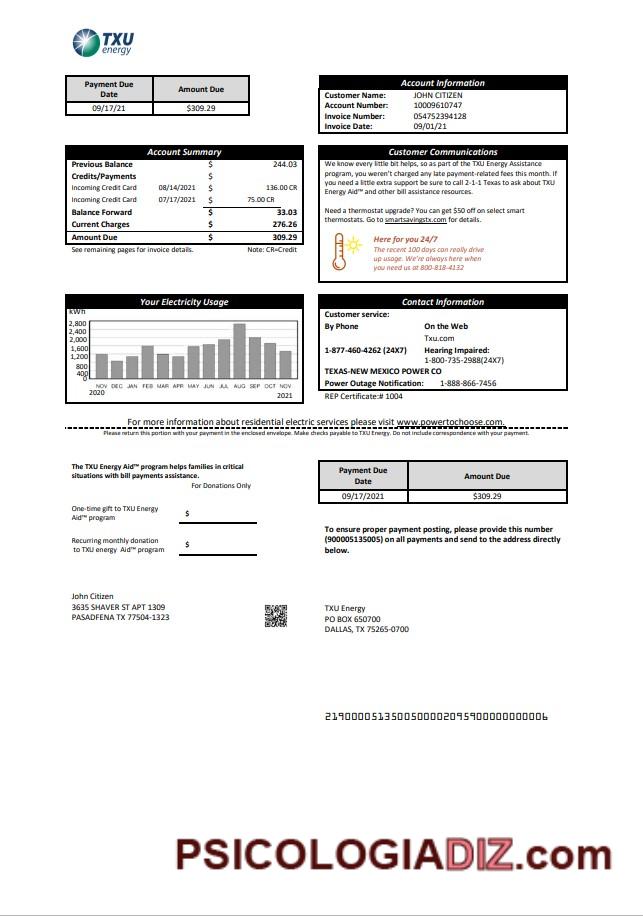 TXU
energy
Payment Due
Date
Amount Due
09/17/21
$309.29
Account Information
Customer Name: JOHN CITIZEN
Account Number: 10009610747
Invoice Number: 054752394128
Invoice Date: 09/01/21
Account Summary
Previous Balance $ 244.03
Credits/Payments $
Incoming Credit Card 08/14/2021 $ 136.00 CR
Incoming Credit Card 07/17/2021 $ 75.00 CR
Balance Forward $ 33.03
Current Charges $ 276.26
Amount Due $ 309.29
See remaining pages for invoice details. Note: CR=Credit
Customer Communications
We know every little bit helps, so as part of the TXU Energy Assistance
program, you weren't charged any late payment-related fees this month. If
you need a little extra support be sure to call 2-1-1 Texas to ask about TXU
Energy Aid™ and other bill assistance resources.
Need a thermostat upgrade? You can get $50 off on select smart
thermostats. Go to smartsavingstx.com for details.
Here for you 24/7
The recent 100 days can really drive
up usage. We're always here when
you need us at 800-818-4132
Your Electricity Usage
kWh
2,800
2,400
1,600
1,200
800
400
0
NOV DEC JAN FEB MAR APR MAY JUN JUL AUG SEP OCT NOV
2020 2021
Contact Information
Customer service:
By Phone On the Web
Txu.com
1-877-460-4262 (24X7) Hearing Impaired:
1-800-735-2988(24X7)
TEXAS-NEW MEXICO POWER CO
Power Outage Notification: 1-888-866-7456
REP Certificate:# 1004
For more information about residential electric services please visit www.powertochoose.com.
Please return this portion with your payment in the enclosed envelope. Make checks payable to TXU Energy. Do not include correspondence with your payment.
The TXU Energy Aid™ program helps families in critical
situations with bill payments assistance.
For Donations Only
One-time gift to TXU Energy
Aid™ program $
Recurring monthly donation
to TXU energy Aid™ program $
Payment Due
Date
Amount Due
09/17/2021
$309.29
To ensure proper payment posting, please provide this number
(900005135005) on all payments and send to the address directly
below.
John Citizen
3635 SHAVER ST APT 1309
PASADFENA TX 77504-1323
TXU Energy
PO BOX 650700
DALLAS, TX 75265-0700
PSICOLOGIADIZ.com